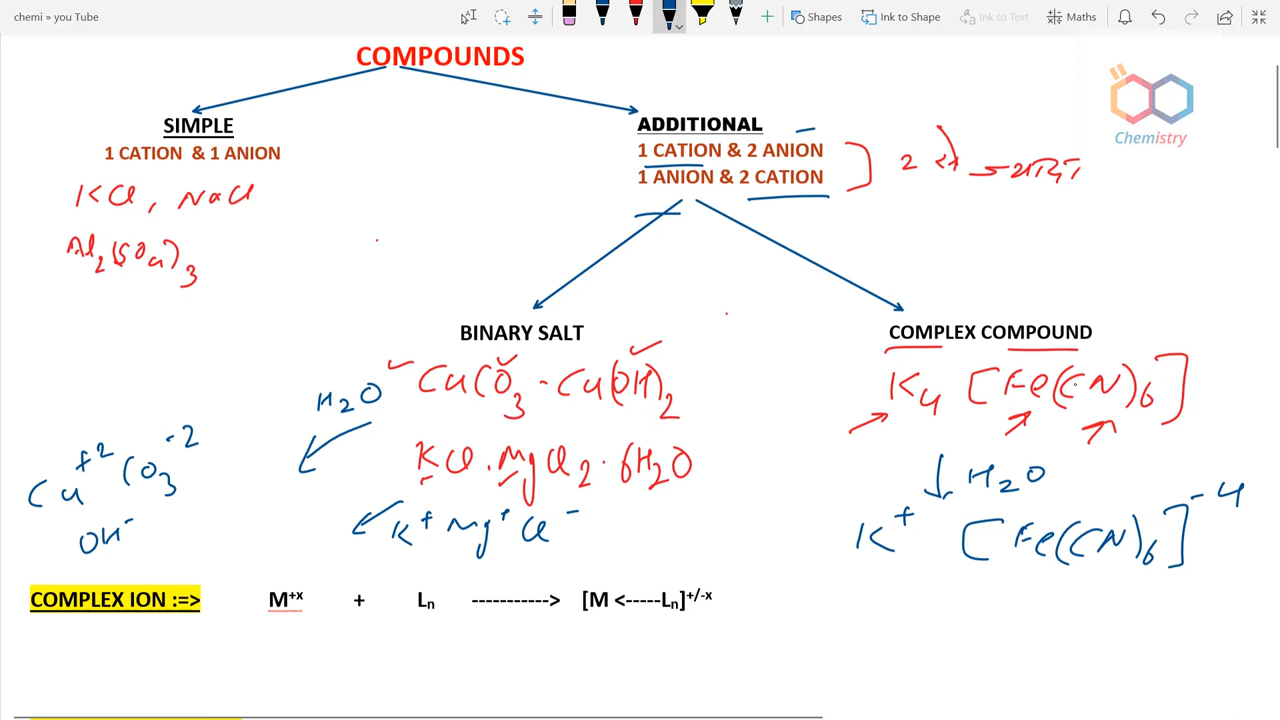 chemi » you Tube
Shapes
Ink to Shape
Ink to Text
Maths
COMPOUNDS
SIMPLE
1 CATION & 1 ANION
KCl, NaCl
Al2(SO4)3
ADDITIONAL
1 CATION & 2 ANION
1 ANION & 2 CATION
2
Chemistry
BINARY SALT
CuCO3 - Cu(OH)2
KCl . MgCl2 . 6H2O
H2O
Cu+2 CO3-2
OH-
K+ Mg+ Cl-
COMPLEX COMPOUND
K4 [Fe(CN)6]
H2O
K+ [Fe(CN)6]-4
COMPLEX ION :=> M+x + Ln -----------> [M <-----Ln]+/-x